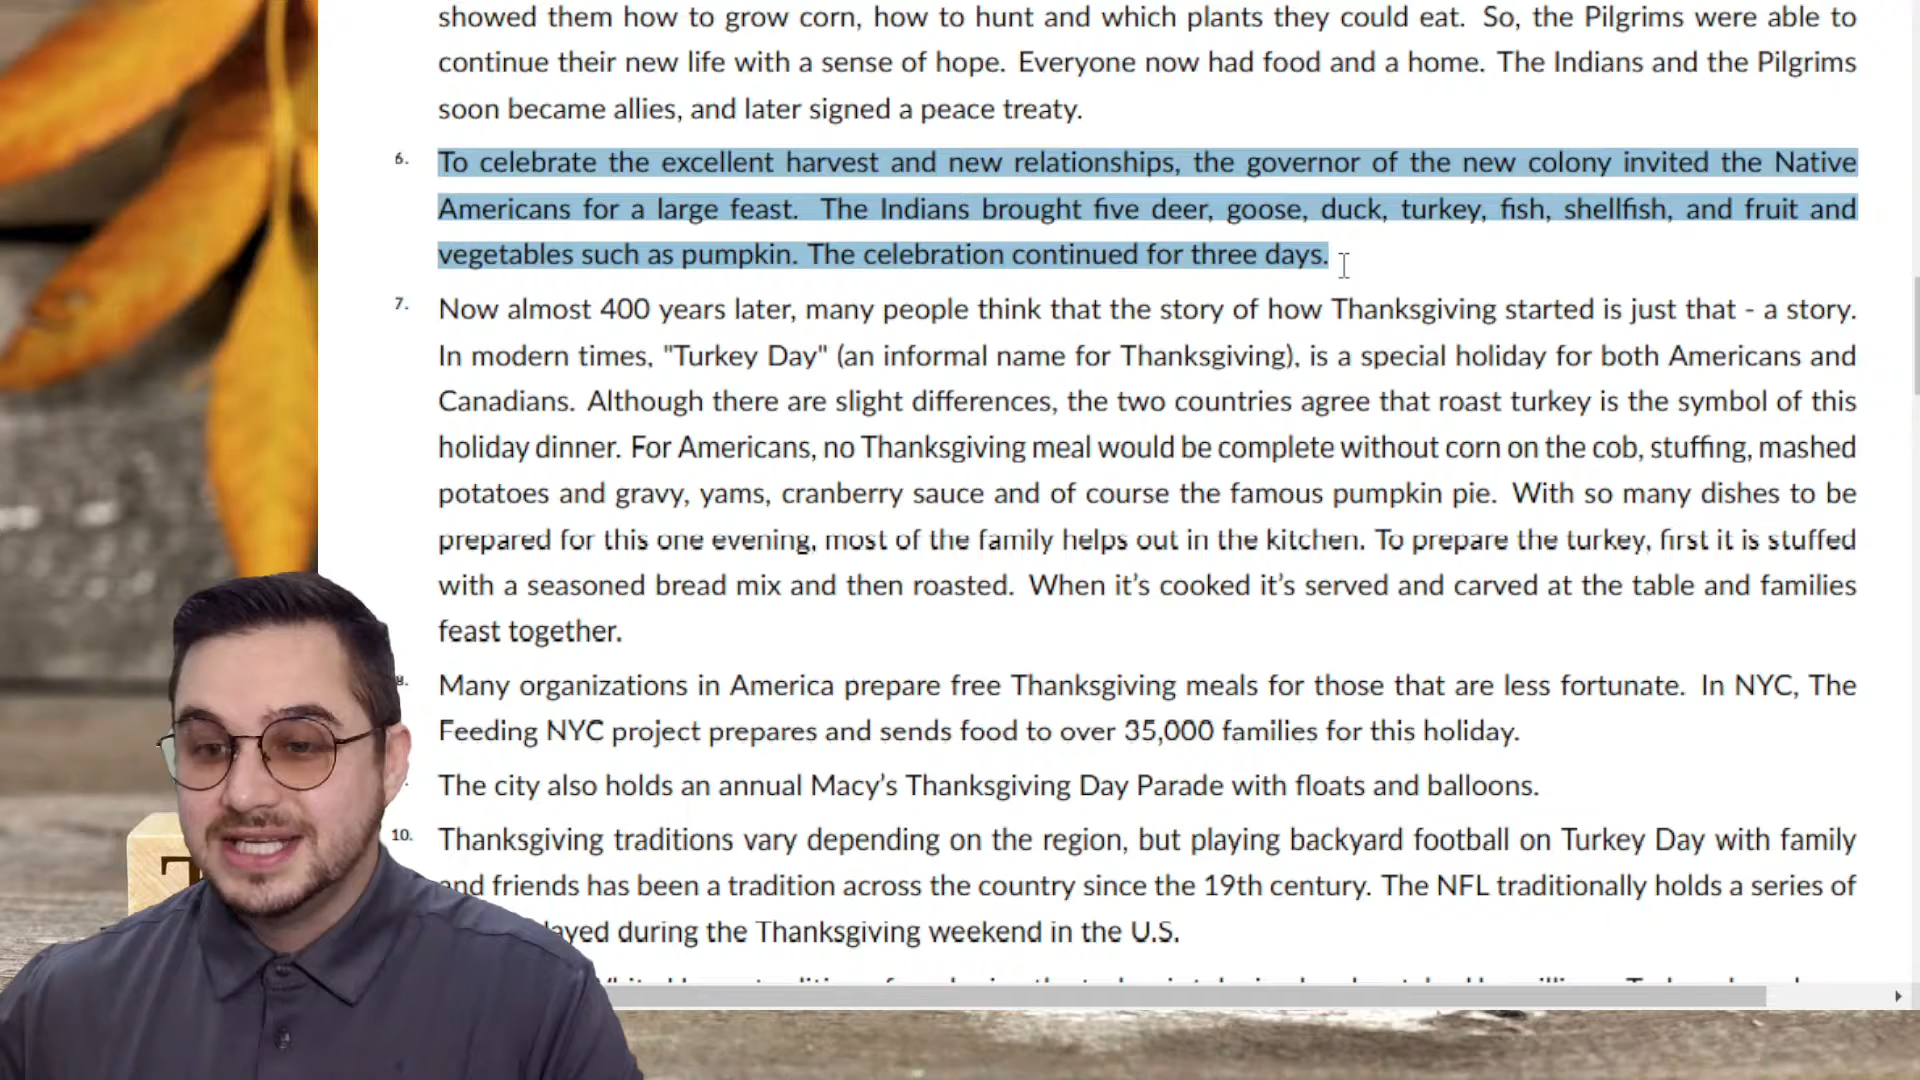 showed them how to grow corn, how to hunt and which plants they could eat. So, the Pilgrims were able to
continue their new life with a sense of hope. Everyone now had food and a home. The Indians and the Pilgrims
soon became allies, and later signed a peace treaty.
6. To celebrate the excellent harvest and new relationships, the governor of the new colony invited the Native
Americans for a large feast. The Indians brought five deer, goose, duck, turkey, fish, shellfish, and fruit and
vegetables such as pumpkin. The celebration continued for three days.
7. Now almost 400 years later, many people think that the story of how Thanksgiving started is just that - a story.
In modern times, "Turkey Day" (an informal name for Thanksgiving), is a special holiday for both Americans and
Canadians. Although there are slight differences, the two countries agree that roast turkey is the symbol of this
holiday dinner. For Americans, no Thanksgiving meal would be complete without corn on the cob, stuffing, mashed
potatoes and gravy, yams, cranberry sauce and of course the famous pumpkin pie. With so many dishes to be
prepared for this one evening, most of the family helps out in the kitchen. To prepare the turkey, first it is stuffed
with a seasoned bread mix and then roasted. When it's cooked it's served and carved at the table and families
feast together.
8. Many organizations in America prepare free Thanksgiving meals for those that are less fortunate. In NYC, The
Feeding NYC project prepares and sends food to over 35,000 families for this holiday.
The city also holds an annual Macy's Thanksgiving Day Parade with floats and balloons.
10. Thanksgiving traditions vary depending on the region, but playing backyard football on Turkey Day with family
and friends has been a tradition across the country since the 19th century. The NFL traditionally holds a series of
during the Thanksgiving weekend in the U.S.
T